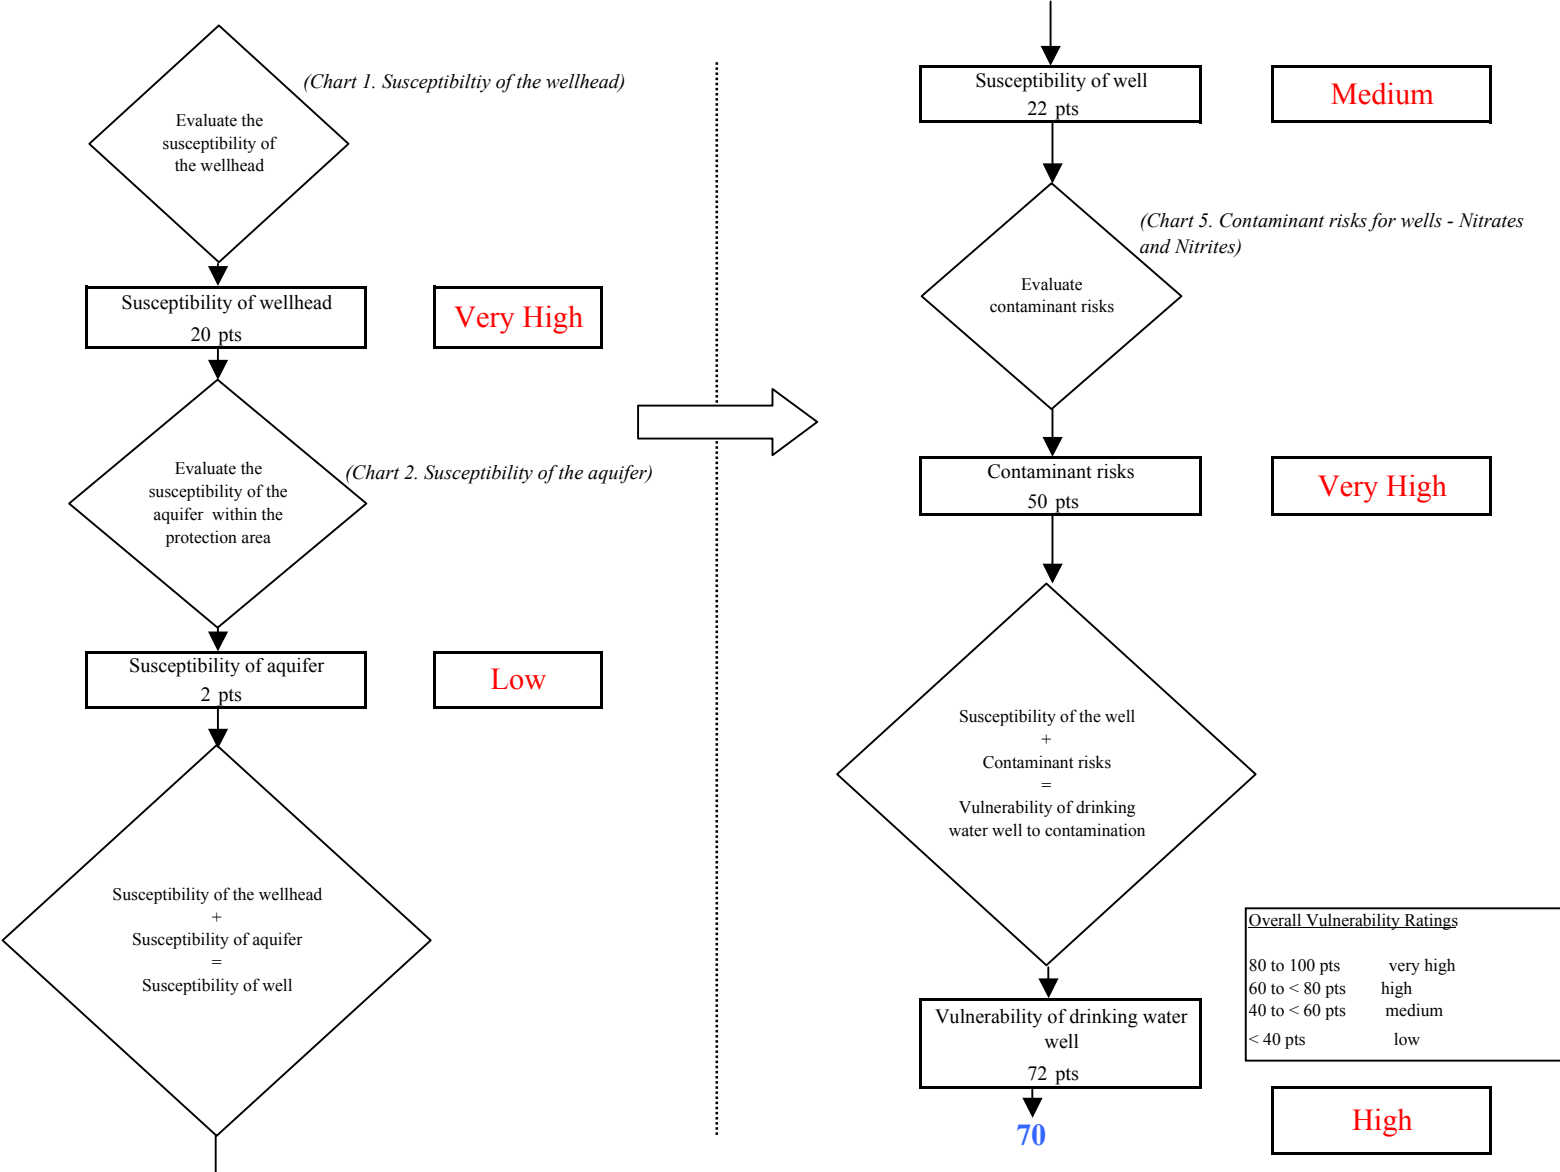 (Chart 1. Susceptibiltiy of the wellhead)
Evaluate the
susceptibility of
the wellhead
Susceptibility of wellhead
20 pts
Very High
Evaluate the
susceptibility of the
aquifer within the
protection area
(Chart 2. Susceptibility of the aquifer)
Susceptibility of aquifer
2 pts
Low
Susceptibility of the wellhead
+
Susceptibility of aquifer
=
Susceptibility of well
Susceptibility of well
22 pts
Medium
(Chart 5. Contaminant risks for wells - Nitrates
and Nitrites)
Evaluate
contaminant risks
Contaminant risks
50 pts
Very High
Susceptibility of the well
+
Contaminant risks
=
Vulnerability of drinking
water well to contamination
Overall Vulnerability Ratings
80 to 100 pts very high
60 to < 80 pts high
40 to < 60 pts medium
< 40 pts low
Vulnerability of drinking water
well
72 pts
70
High